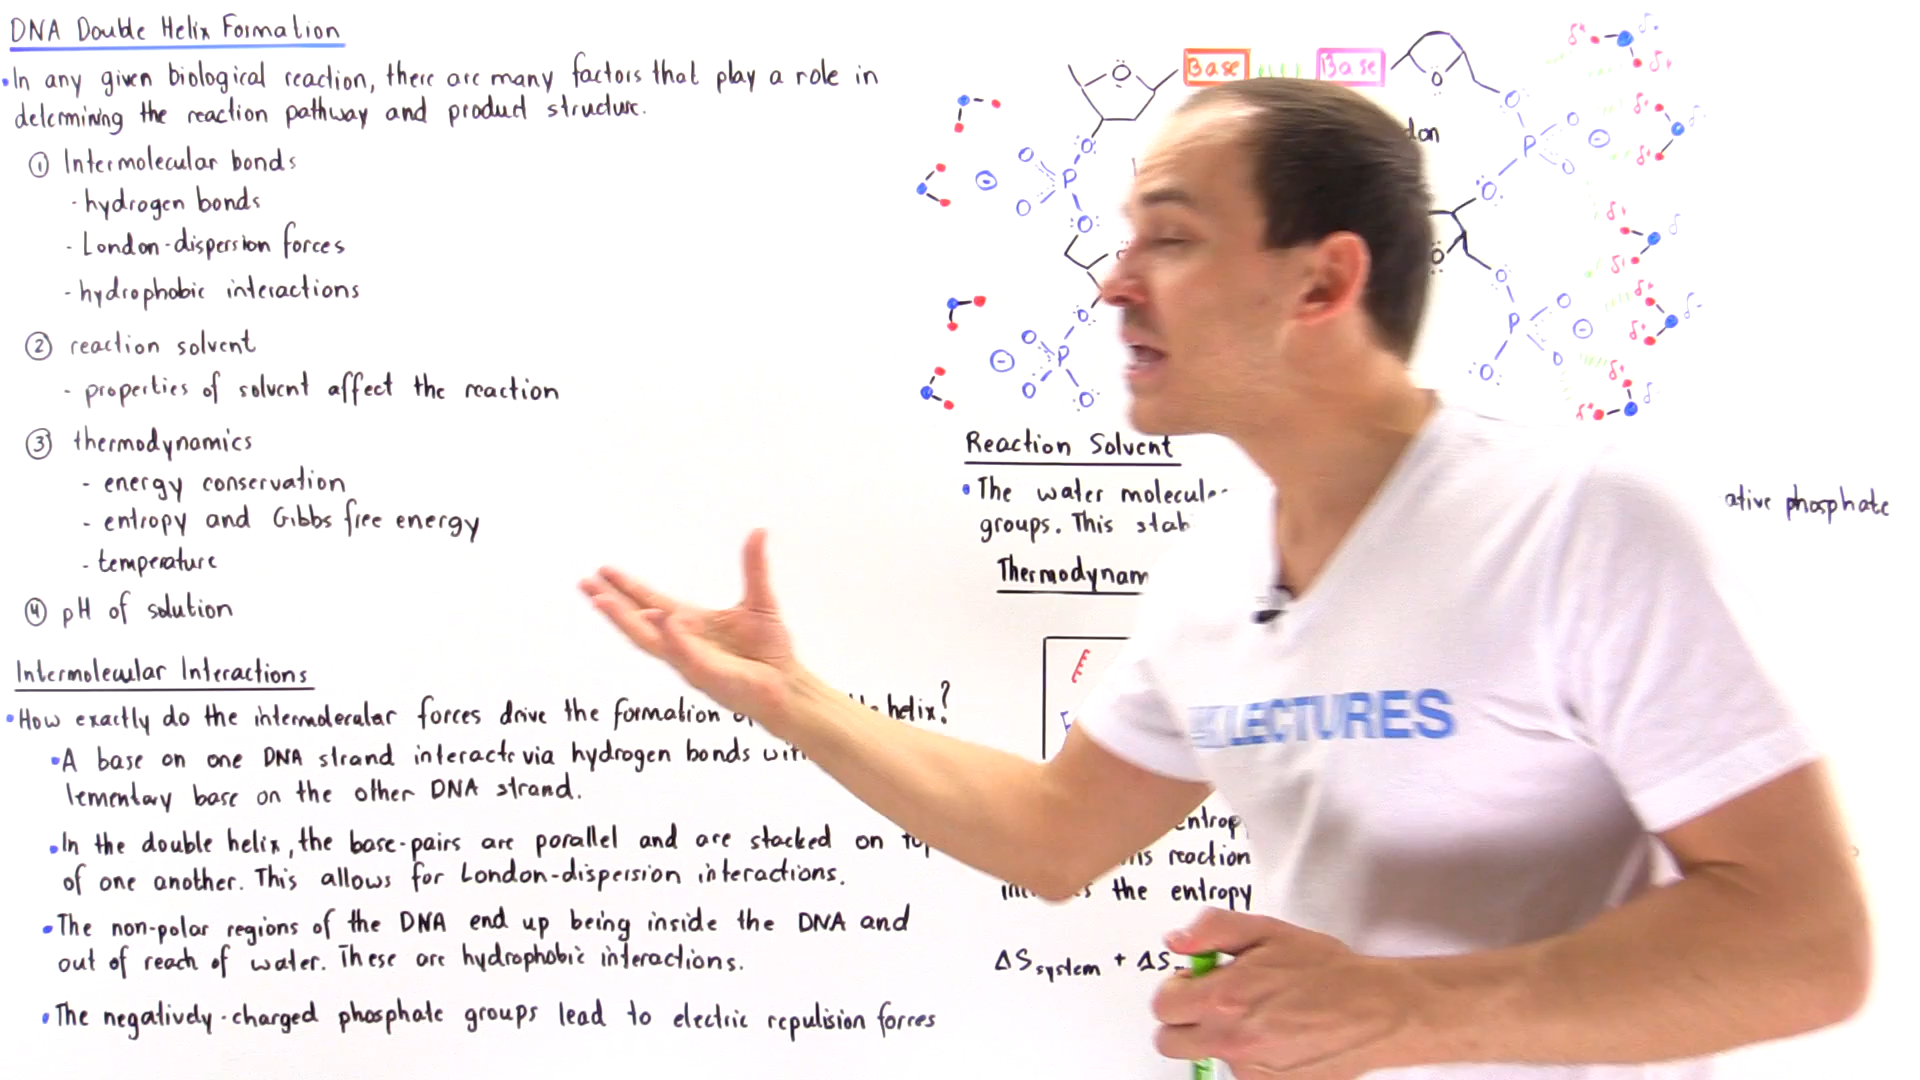 DNA Double Helix Formation
• In any given biological reaction, there are many factors that play a role in
determining the reaction pathway and product structure.
① Intermolecular bonds
- hydrogen bonds
- London-dispersion forces
- hydrophobic interactions
② reaction solvent
- properties of solvent affect the reaction
③ thermodynamics
- energy conservation
- entropy and Gibbs free energy
- temperature
④ pH of solution
Intermolecular Interactions
• How exactly do the intermolecular forces drive the formation helix?
• A base on one DNA strand interacts via hydrogen bonds
lementary base on the other DNA strand.
• In the double helix, the base-pairs are parallel and are stacked on
of one another. This allows for London-dispersion interactions.
• The non-polar regions of the DNA end up being inside the DNA and
out of reach of water. These are hydrophobic interactions.
• The negatively-charged phosphate groups lead to electric repulision forces
Base Base
don
O O O O P O O O O P O O
O O O P O O O O P O O
δ+ δ- δ+
δ+ δ- δ+
δ+ δ δ+
δ+ δ- δ+
δ+ δ- δ+
Reaction Solvent
• The water molecule ative phosphate
groups. This stab
Thermodynam
E
E
entrop
reaction
the entropy
ΔSsystem + ΔS
LECTURES